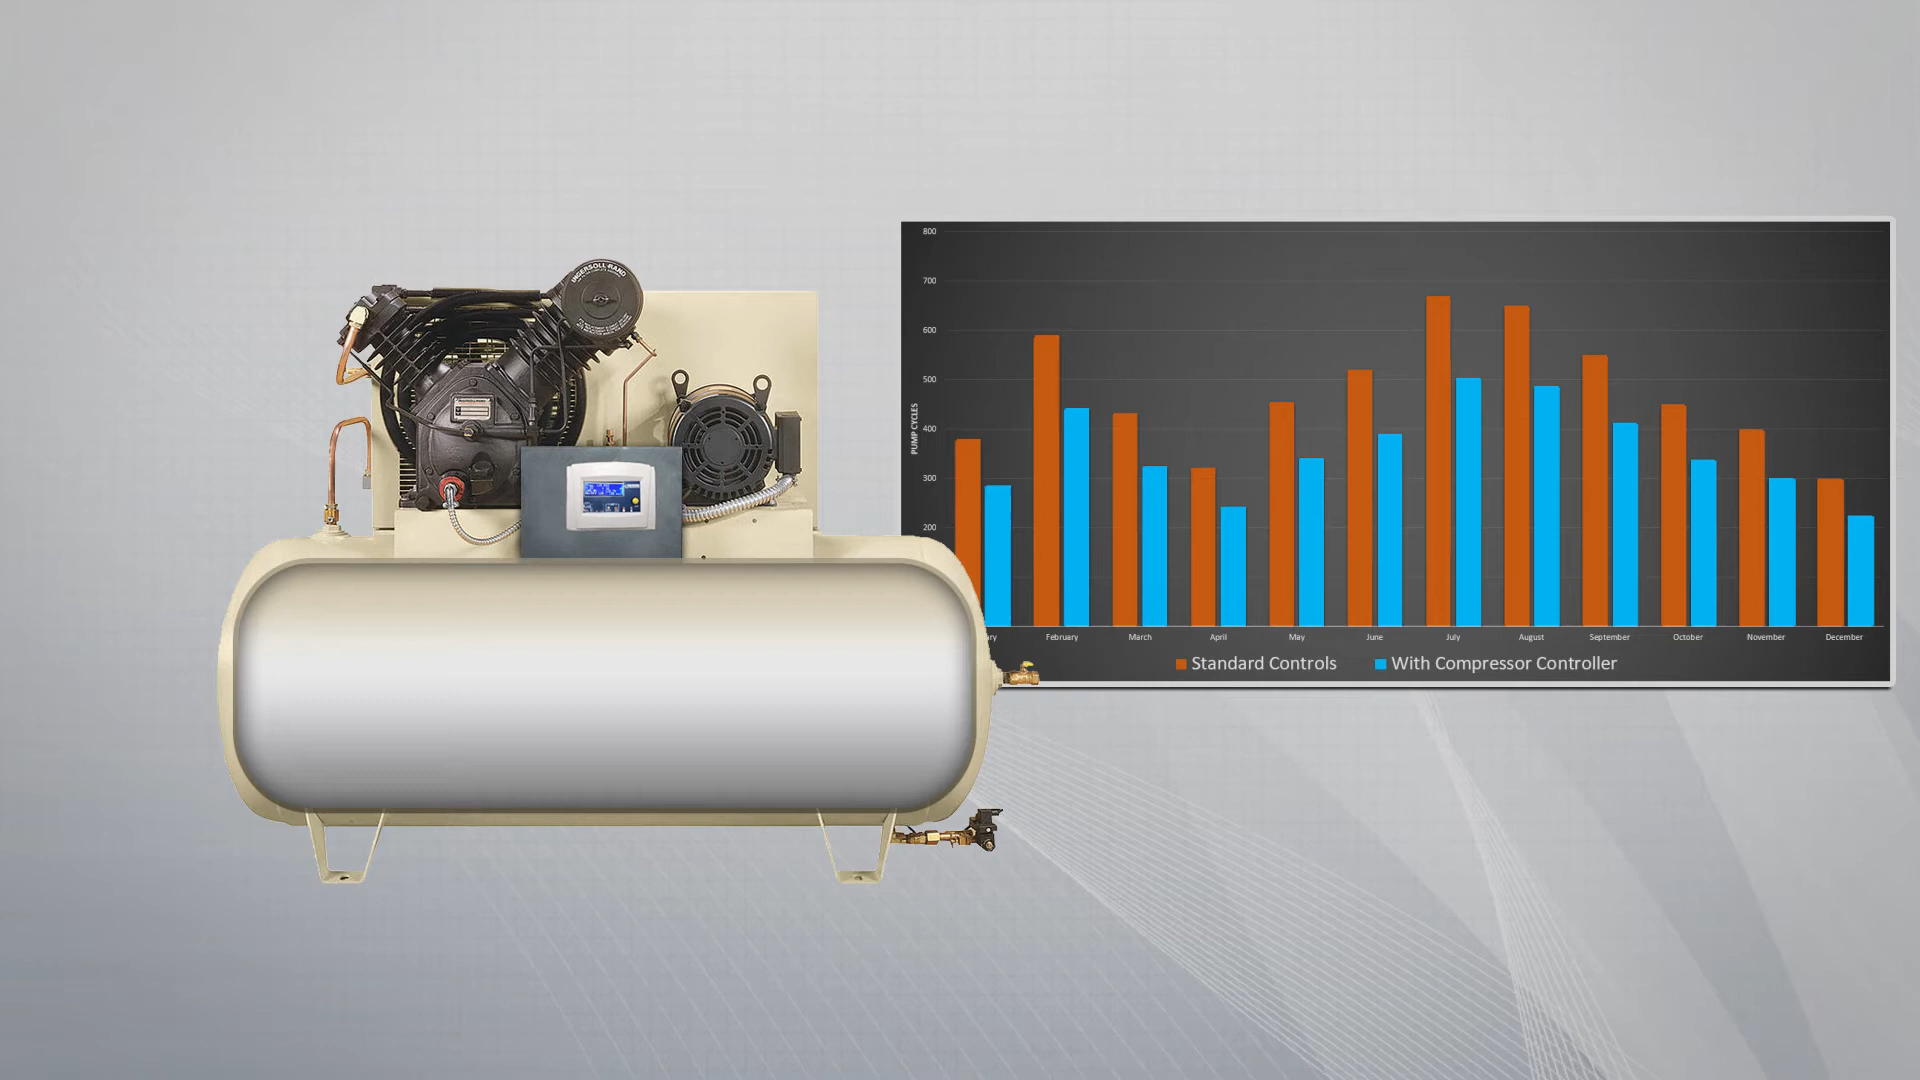 INGERSOLL-RAND
800
700
600
500
400
300
200
PUMP CYCLES
ary
February
March
April
May
June
July
August
September
October
November
December
Standard Controls
With Compressor Controller